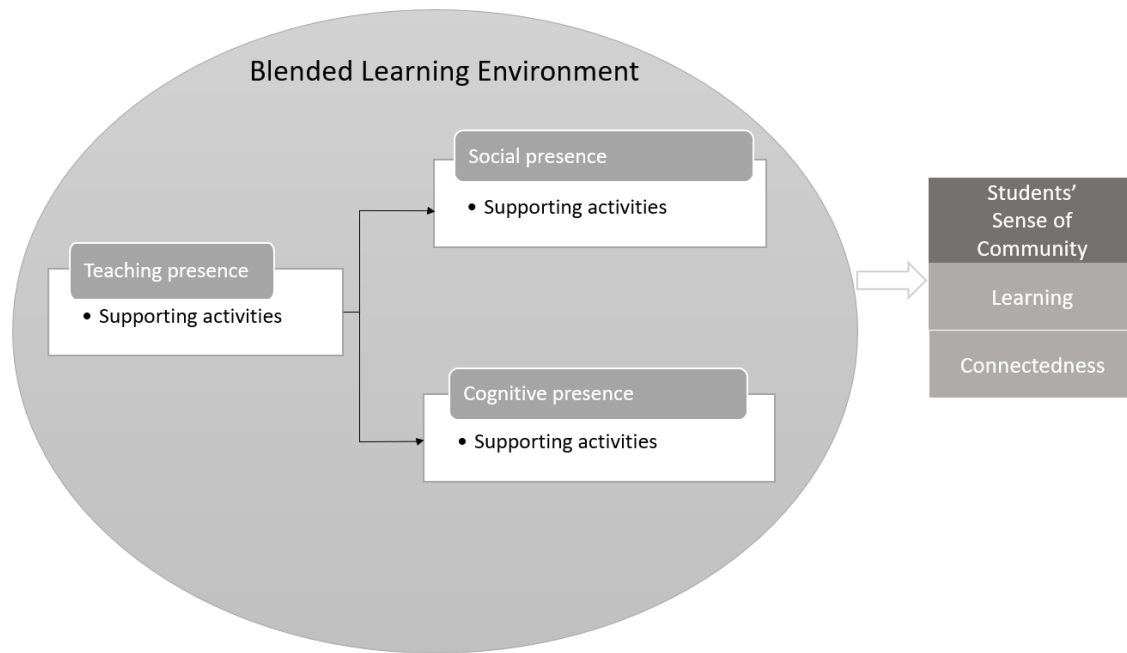 Blended Learning Environment
Social presence
• Supporting activities
Teaching presence
• Supporting activities
Cognitive presence
• Supporting activities
Students’
Sense of
Community
Learning
Connectedness